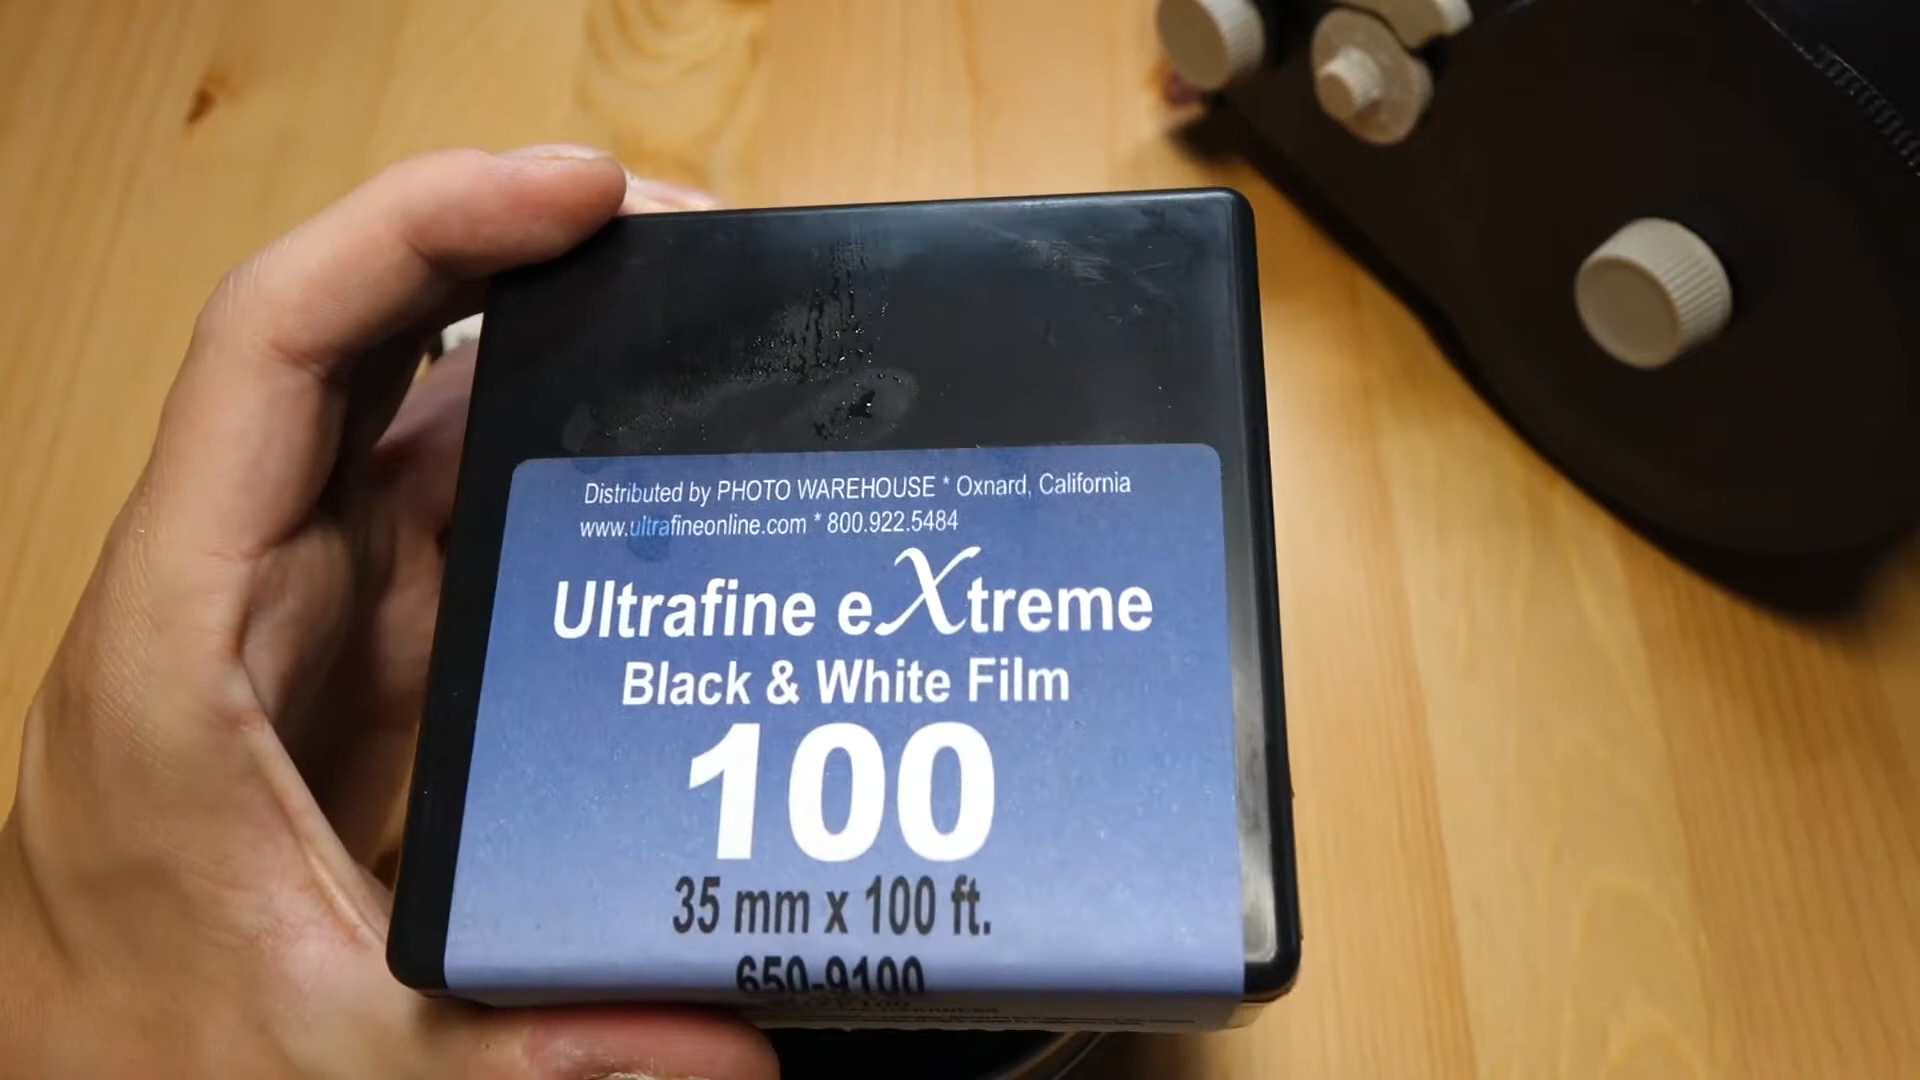 Distributed by PHOTO WAREHOUSE * Oxnard, California
www.ultrafineonline.com * 800.922.5484
Ultrafine eXtreme
Black & White Film
100
35 mm x 100 ft.
650-9100